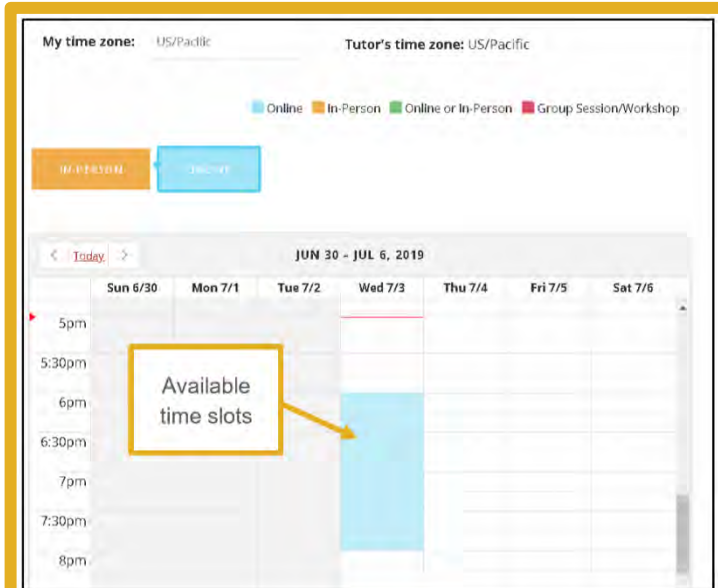 My time zone: US/Pacific Tutor's time zone: US/Pacific
Online In-Person Online or In-Person Group Session/Workshop
IN-PERSON ONLINE
< Today > JUN 30 – JUL 6, 2019
Sun 6/30 Mon 7/1 Tue 7/2 Wed 7/3 Thu 7/4 Fri 7/5 Sat 7/6
5pm
5:30pm
Available
time slots
6pm
6:30pm
7pm
7:30pm
8pm